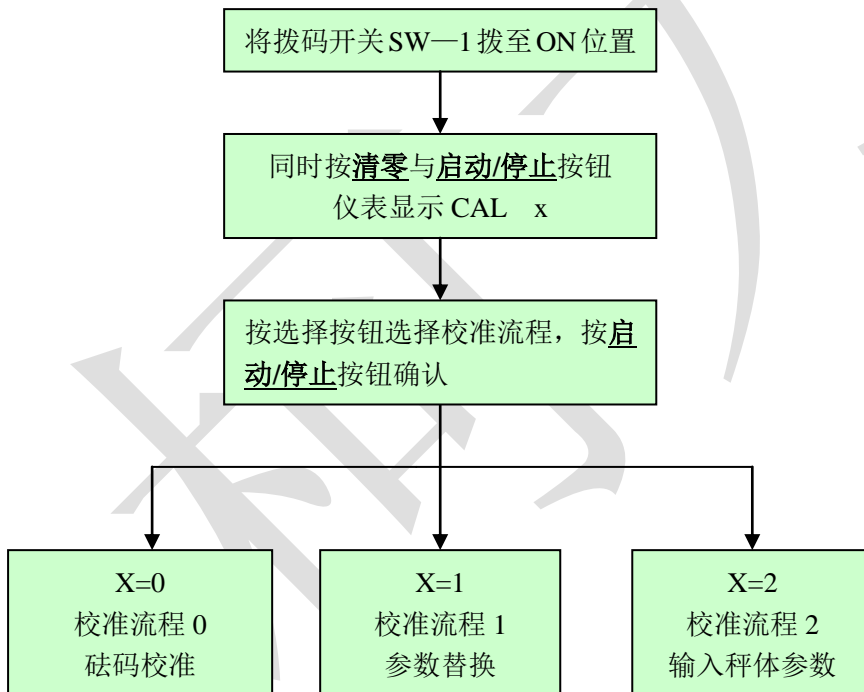 将拨码开关SW—1拨至ON位置
同时按清零与启动/停止按钮
仪表显示 CAL x
按选择按钮选择校准流程，按启
动/停止按钮确认
X=0
校准流程 0
砝码校准
X=1
校准流程 1
参数替换
X=2
校准流程 2
输入秤体参数